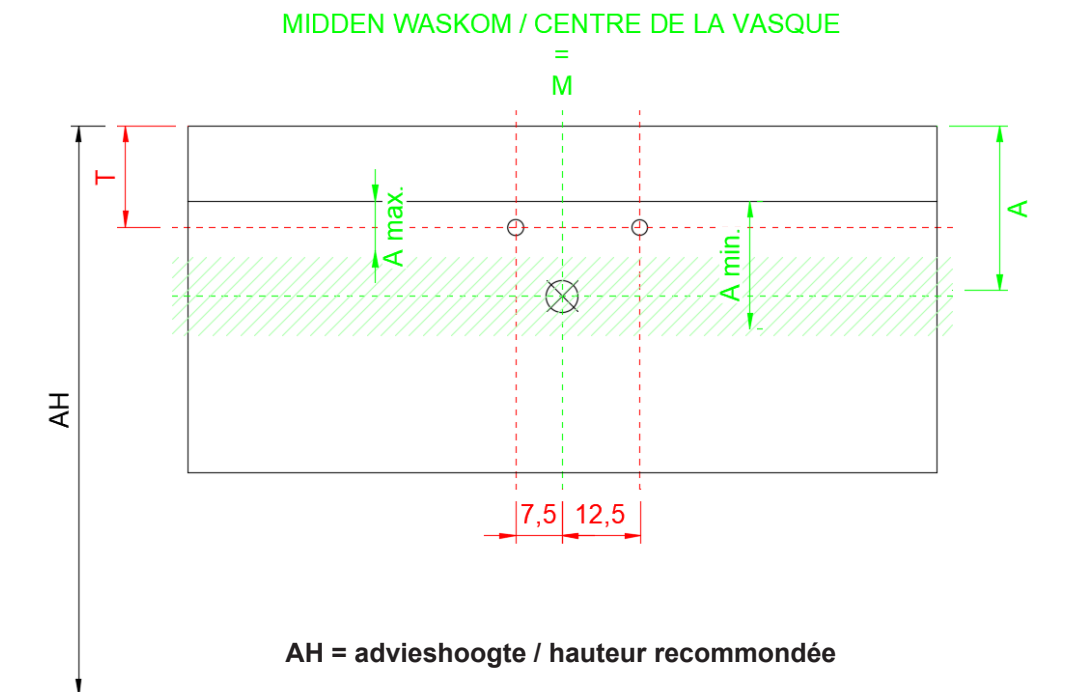 MIDDEN WASKOM / CENTRE DE LA VASQUE
=
M
T
A max.
A min.
A
AH
7,5
12,5
AH = advieshoogte / hauteur recommondée